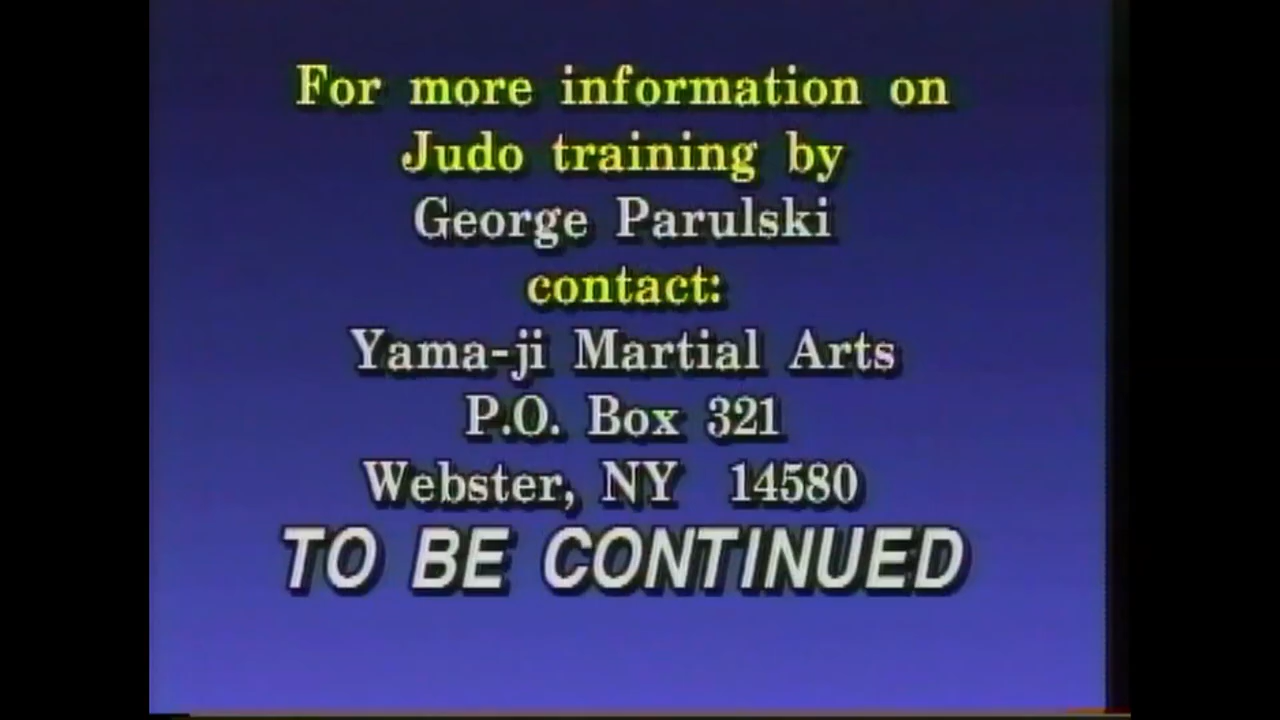 For more information on
Judo training by
George Parulski
contact:
Yama-ji Martial Arts
P.O. Box 321
Webster, NY 14580
TO BE CONTINUED